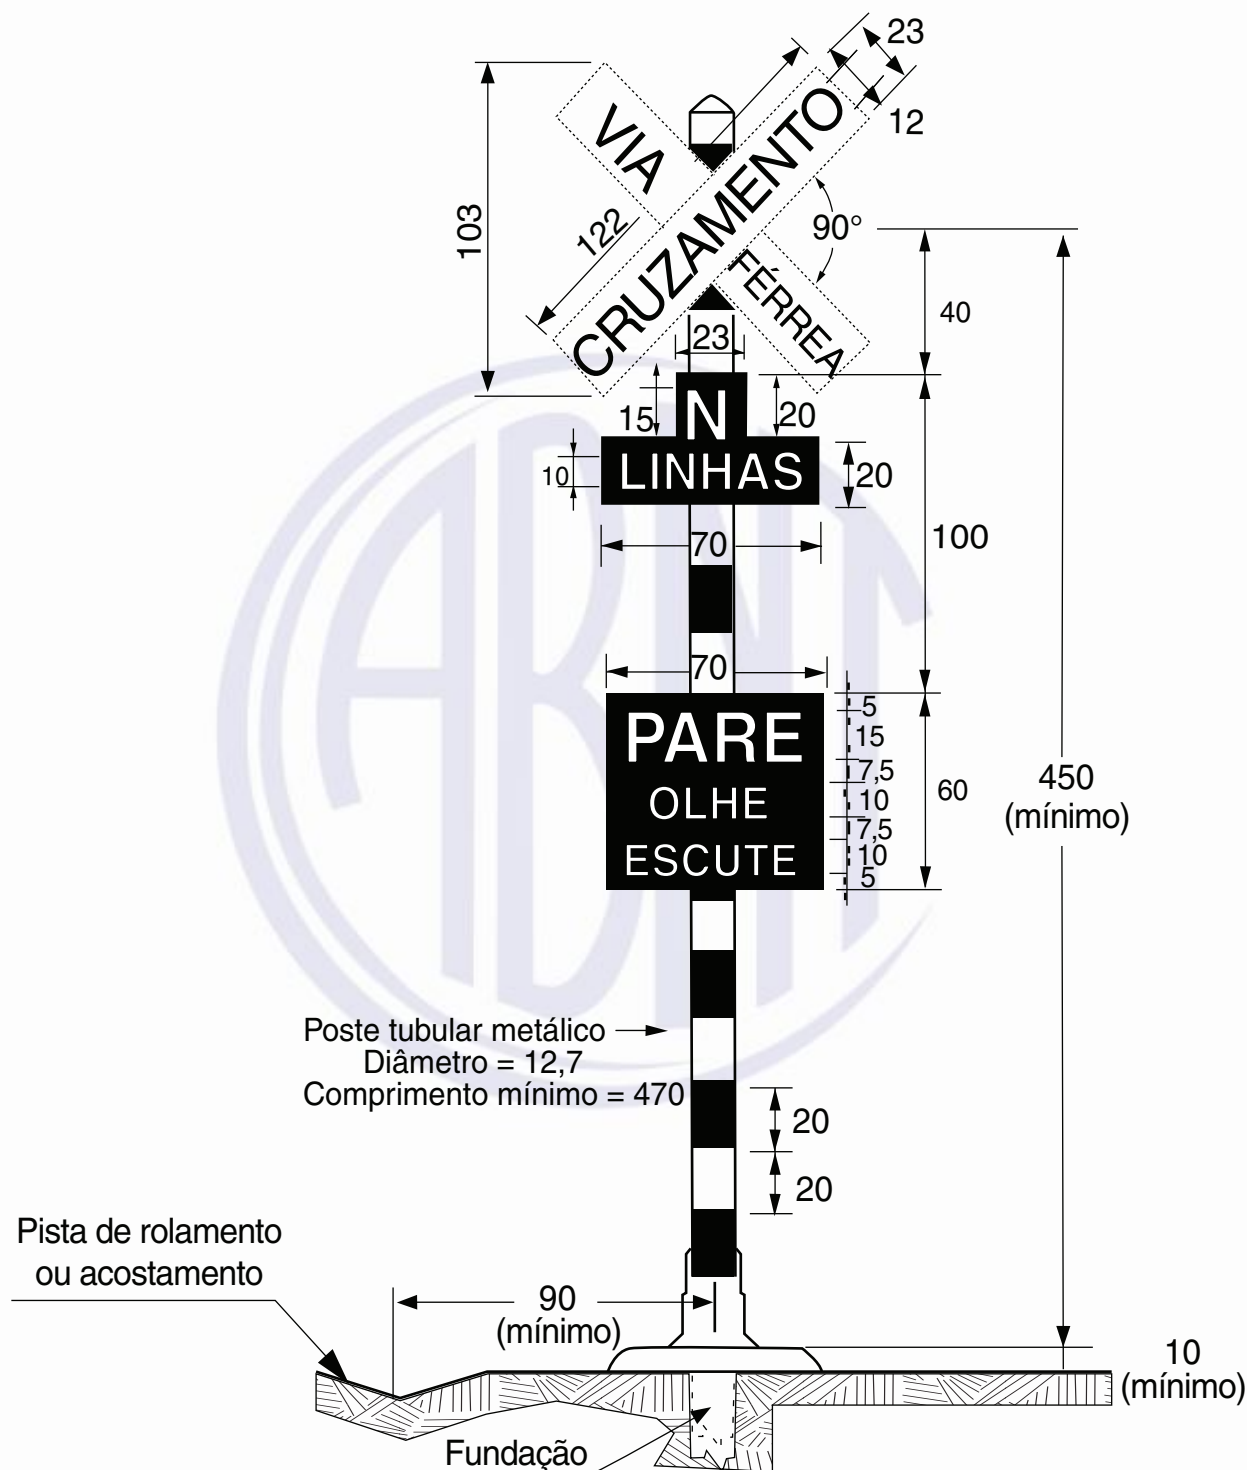 23
12
VIA
CRUZAMENTO
FÉRREA
90°
103
122
40
23
N
15
20
LINHAS
10
20
70
100
70
PARE
OLHE
ESCUTE
5
15
7,5
10
7,5
10
5
60
450
(mínimo)
ABNT
Poste tubular metálico
Diâmetro = 12,7
Comprimento mínimo = 470
20
20
Pista de rolamento
ou acostamento
90
(mínimo)
10
(mínimo)
Fundação